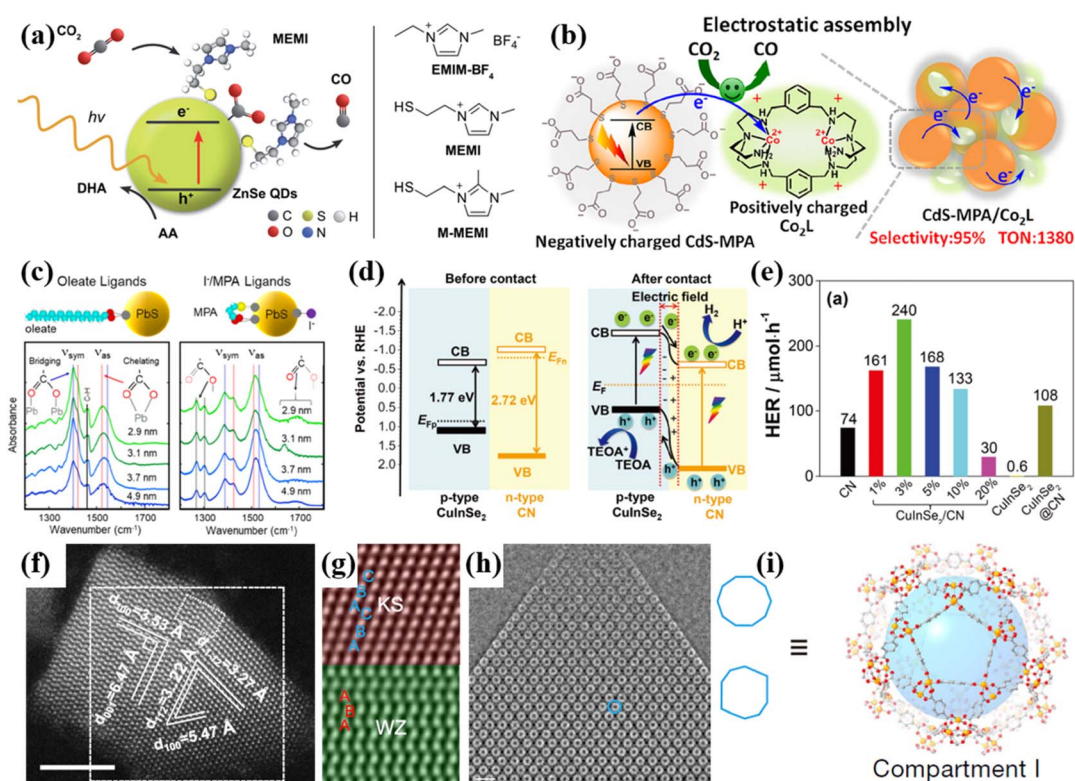 (a)
CO₂
MEMI
CO
hv
e⁻
h⁺
DHA
AA
ZnSe QDs
C S H
O N
BF₄⁻
EMIM-BF₄
HS
MEMI
HS
M-MEMI
(b)
Electrostatic assembly
CO₂ CO
e⁻
CB
VB
Negatively charged CdS-MPA
Positively charged
Co₂L
CdS-MPA/Co₂L
Selectivity:95% TON:1380
(c)
Oleate Ligands
PbS
oleate
I⁻/MPA Ligands
MPA
PbS
I⁻
Absorbance
Bridging
νsym
νas
Chelating
C-H
Pb Pb
Pb
2.9 nm
3.1 nm
3.7 nm
4.9 nm
1300 1500 1700
Wavenumber (cm⁻¹)
νsym
νas
2.9 nm
3.1 nm
3.7 nm
4.9 nm
1300 1500 1700
Wavenumber (cm⁻¹)
(d)
Before contact
After contact
Potential vs. RHE
-2.0
-1.5
-1.0
-0.5
0.0
0.5
1.0
1.5
2.0
CB
CB
EFn
1.77 eV
2.72 eV
EFp
VB
VB
p-type
CuInSe₂
n-type
CN
Electric field
H₂
H⁺
e⁻ e⁻ e⁻
CB
e⁻ e⁻
CB
EF
VB
h⁺ h⁺
TEOA⁺
TEOA
h⁺
VB
h⁺ h⁺
p-type
CuInSe₂
n-type
CN
(e)
(a)
HER / μmol·h⁻¹
300
200
100
0
74
161
240
168
133
30
0.6
108
CN
1%
3%
5%
10%
20%
CuInSe₂/CN
CuInSe₂
CuInSe₂
@CN
(f)
d₁₀₀=5.47 Å
(g)
C
B
A
C
B
A
KS
A
B
A
WZ
(h)
(i)
≡
Compartment I